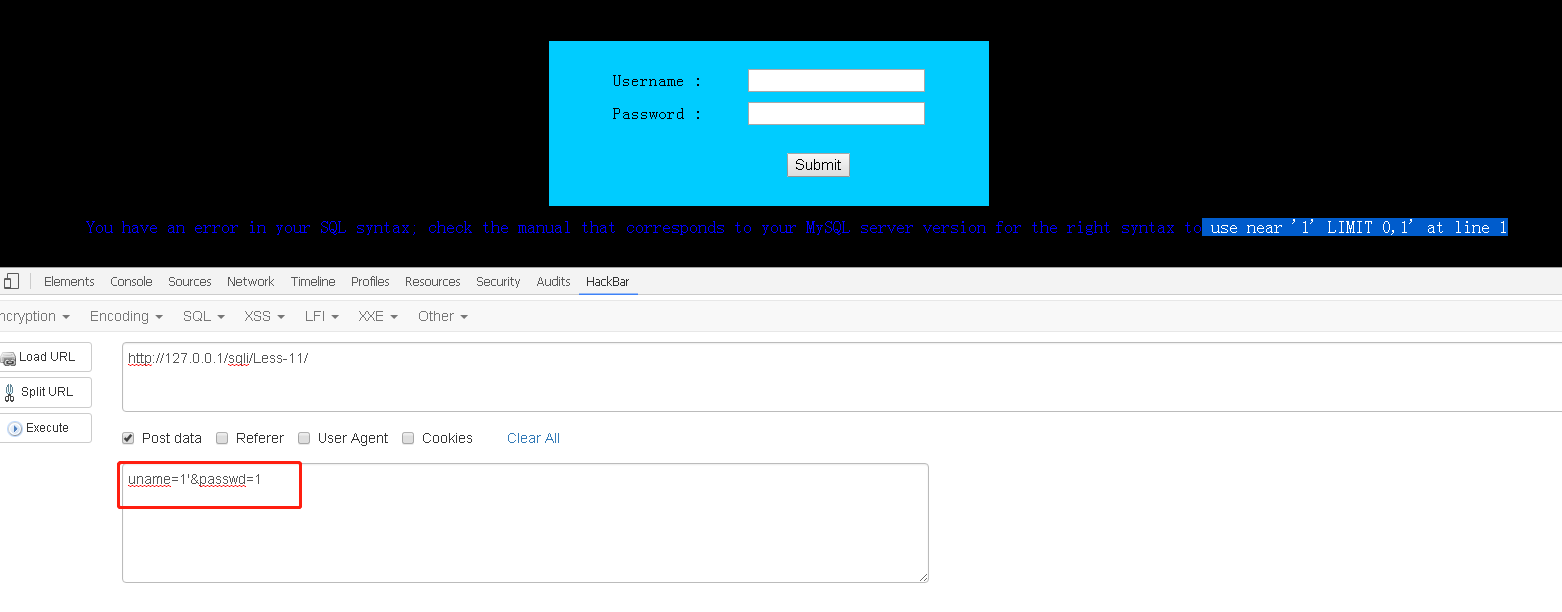 Username :
Password :
Submit
You have an error in your SQL syntax; check the manual that corresponds to your MySQL server version for the right syntax to use near '1' LIMIT 0,1' at line 1
Elements Console Sources Network Timeline Profiles Resources Security Audits HackBar
ncryption Encoding SQL XSS LFI XXE Other
Load URL
http://127.0.0.1/sqli/Less-11/
Split URL
Execute
Post data Referer User Agent Cookies Clear All
uname=1'&passwd=1